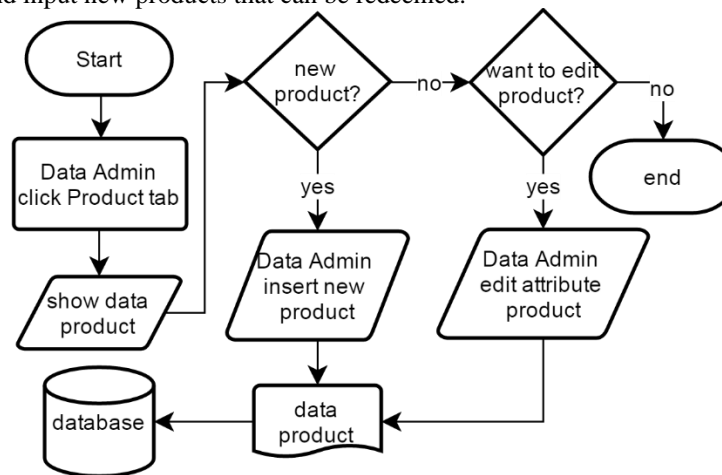 nd input new products that can be redeemed.
Start
new
product?
no
want to edit
product?
no
Data Admin
click Product tab
yes
yes
end
show data
product
Data Admin
insert new
product
Data Admin
edit attribute
product
database
data
product